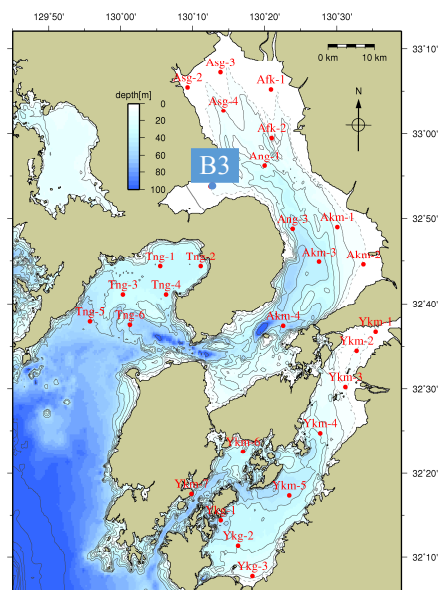 129˚50' 130˚00' 130˚10' 130˚20' 130˚30'
33˚10'
33˚00'
32˚50'
32˚40'
32˚30'
32˚20'
32˚10'
0 km 10 km
N
depth[m]
0
20
40
60
80
100
Asg-3
Asg-2
Afk-1
Asg-4
Afk-2
Ang-1
B3
Ang-3
Akm-1
Tng-1
Tng-2
Akm-3
Tng-3
Tng-4
Tng-5
Tng-6
Akm-4
Ykm-1
Ykm-2
Ykm-3
Ykm-4
Ykm-6
Ykm-7
Ykm-5
Ykg-1
Ykg-2
Ykg-3